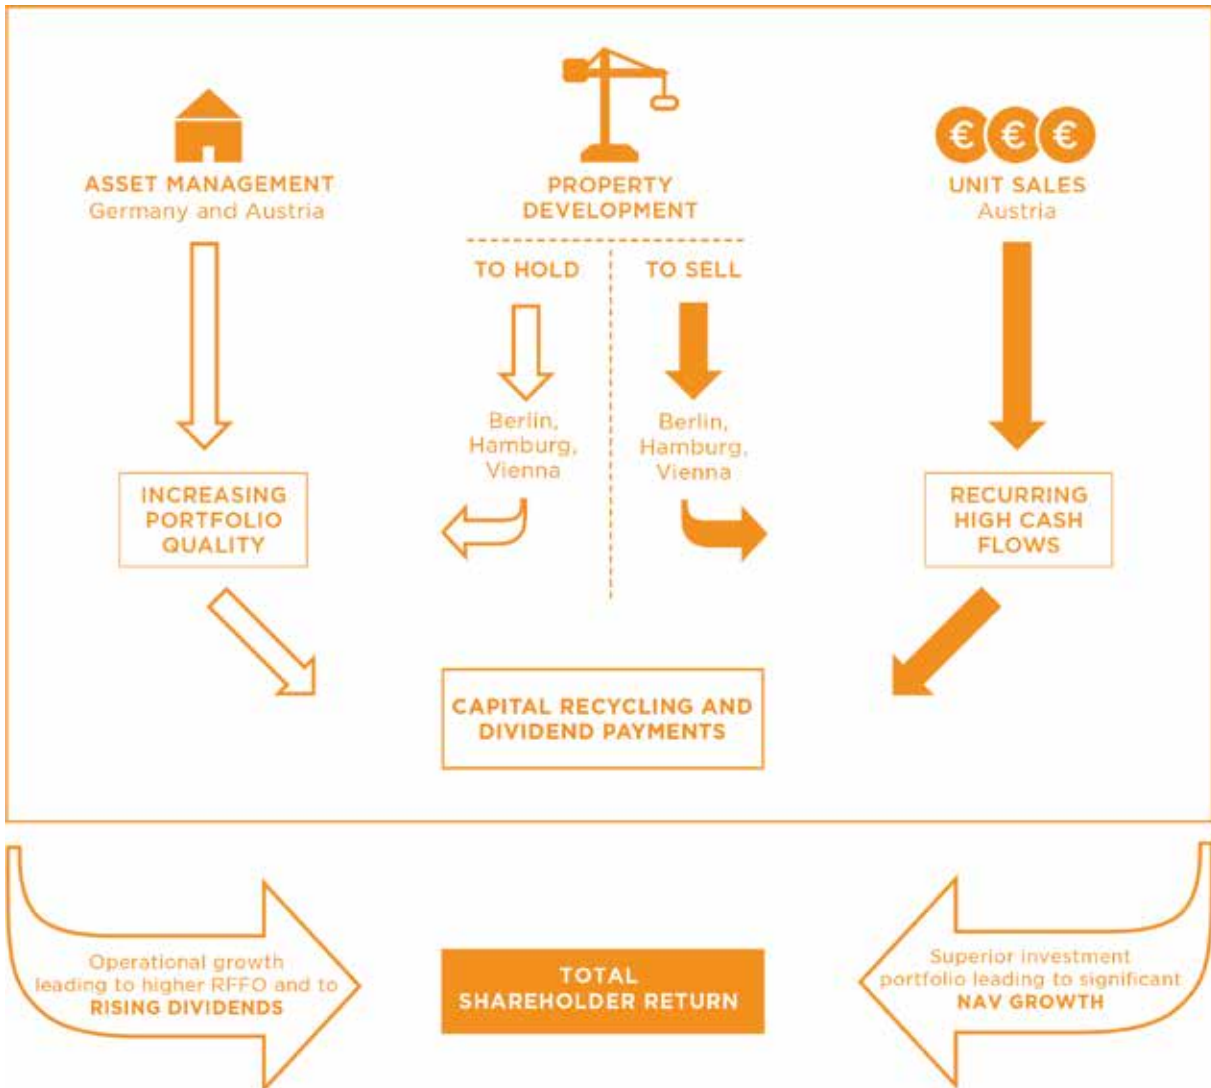 € € €
ASSET MANAGEMENT
Germany and Austria
PROPERTY
DEVELOPMENT
UNIT SALES
Austria
TO HOLD
TO SELL
Berlin,
Hamburg,
Vienna
Berlin,
Hamburg,
Vienna
INCREASING
PORTFOLIO
QUALITY
RECURRING
HIGH CASH
FLOWS
CAPITAL RECYCLING AND
DIVIDEND PAYMENTS
Operational growth
leading to higher RFFO and to
RISING DIVIDENDS
TOTAL
SHAREHOLDER RETURN
Superior investment
portfolio leading to significant
NAV GROWTH